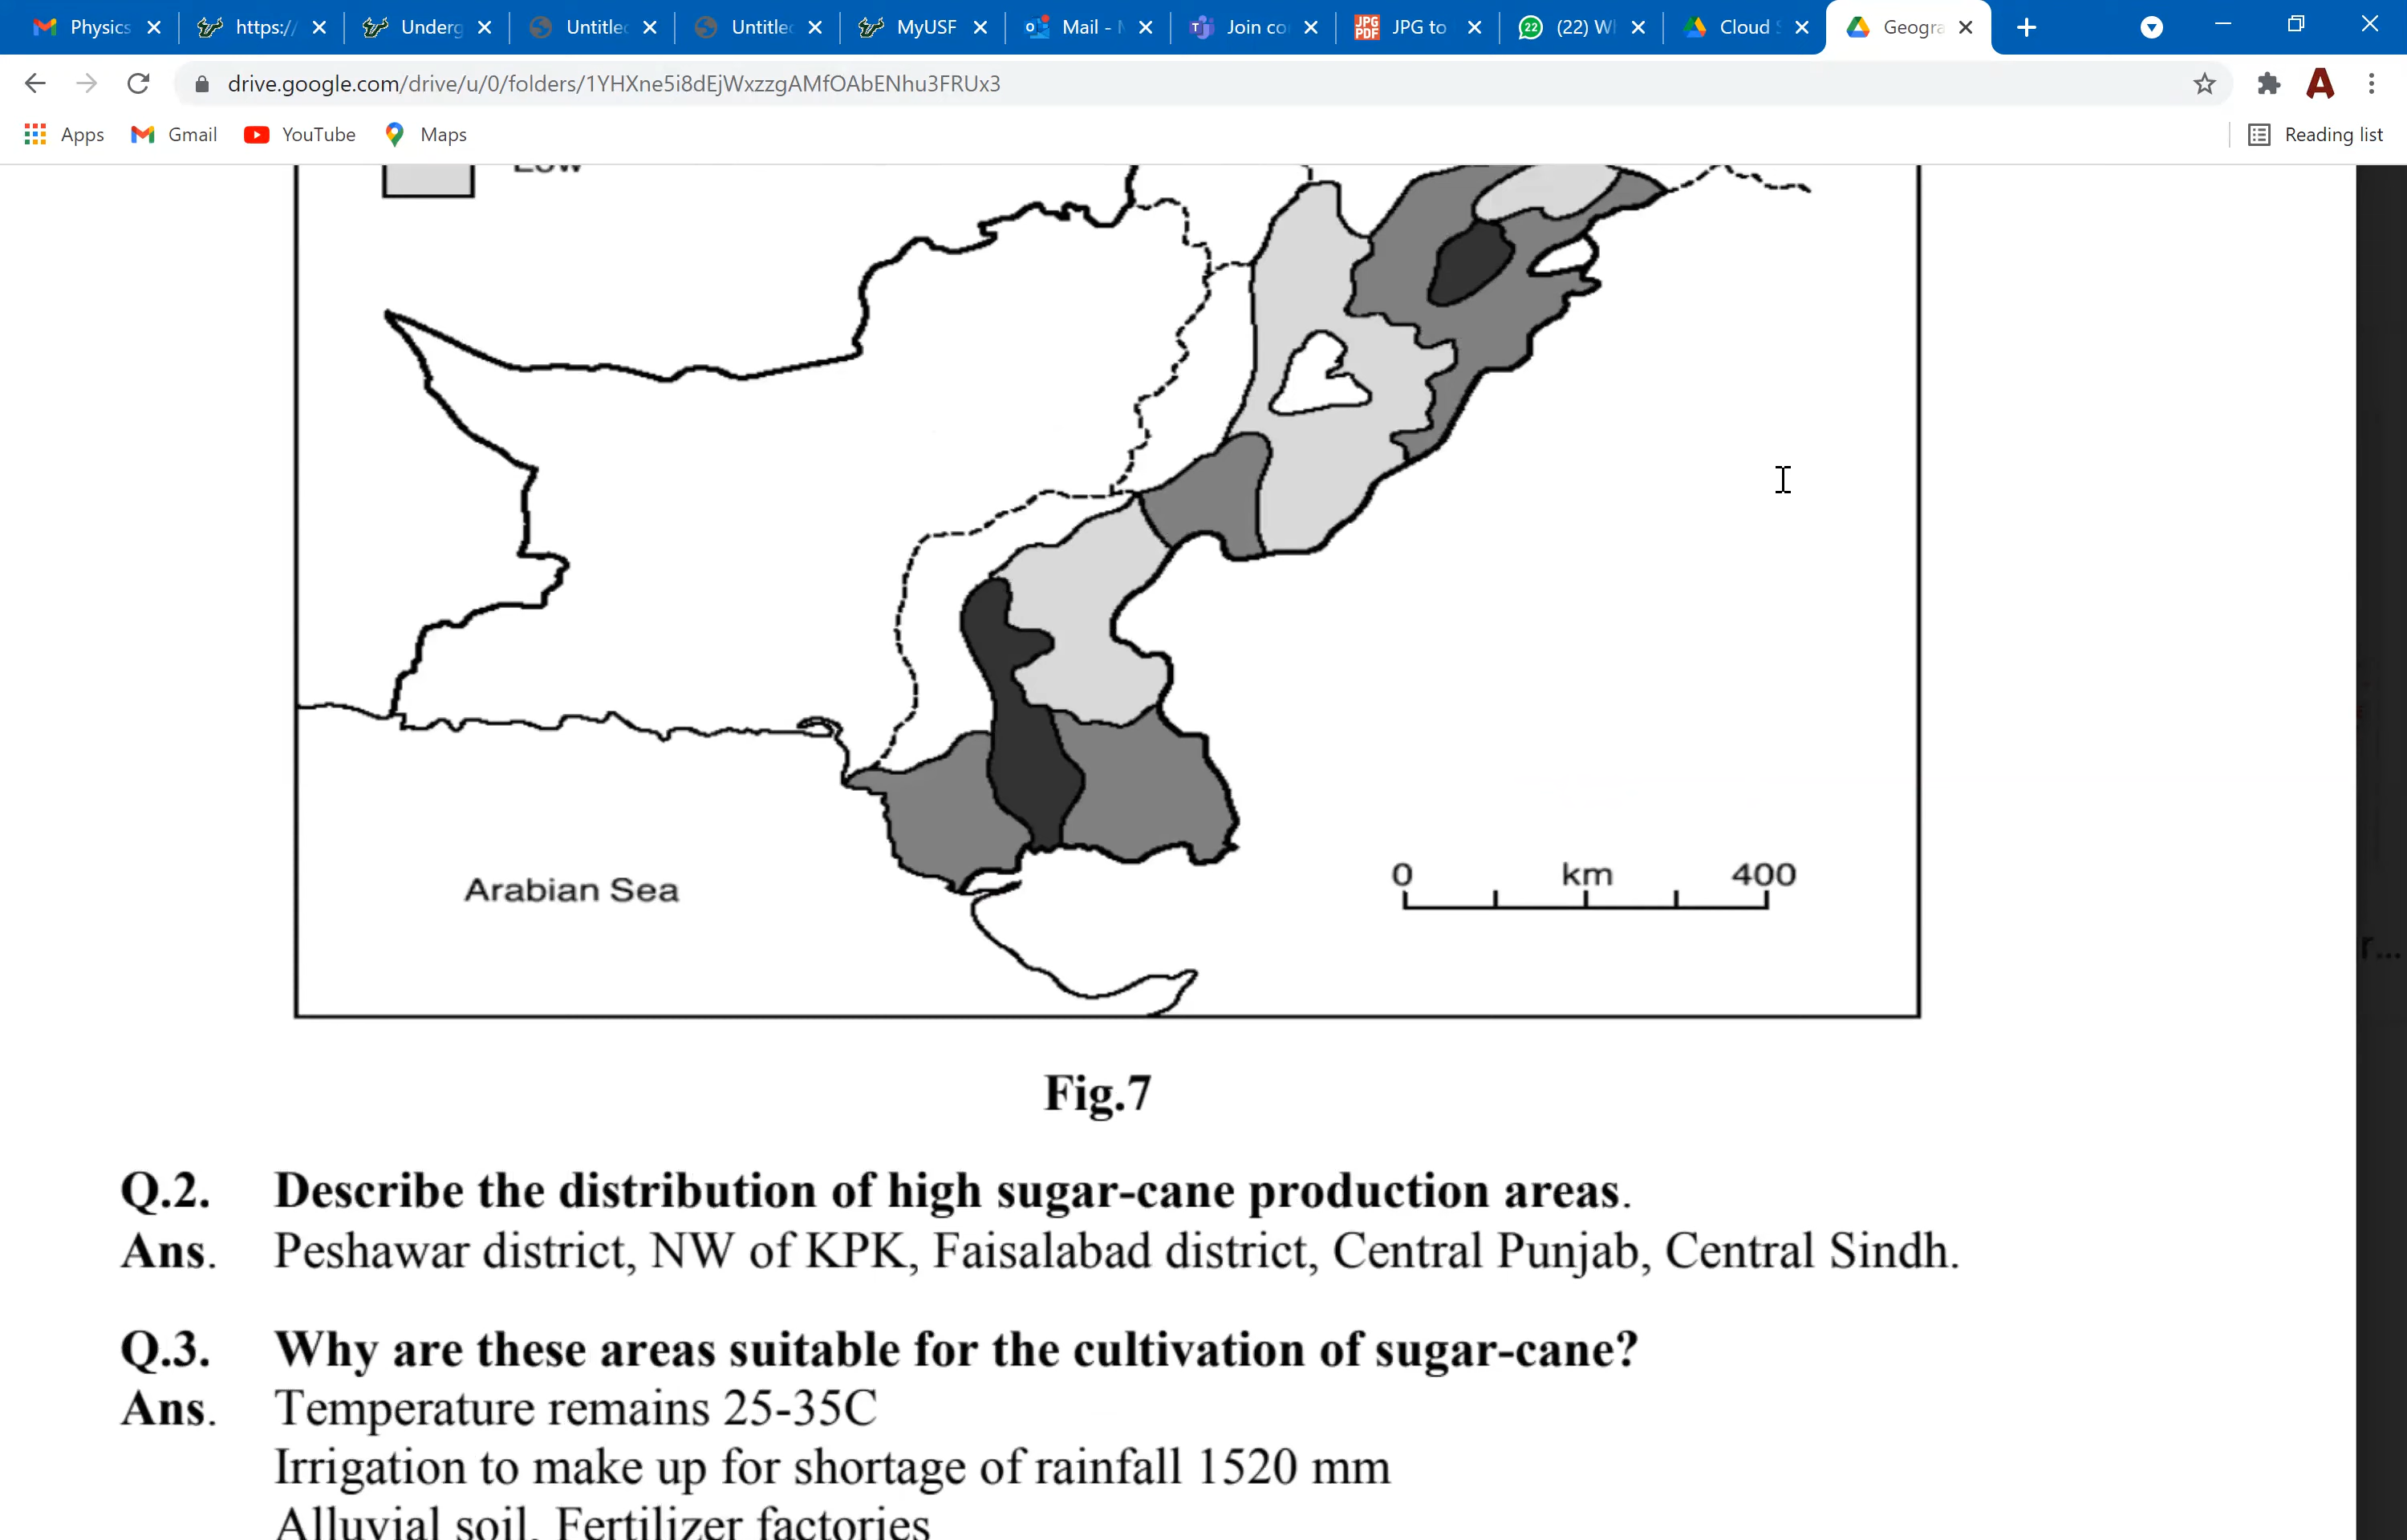 Physics
https://
Underg
Untitled
Untitled
MyUSF
Mail -
Join co
JPG to
(22) W
Cloud
Geogra
drive.google.com/drive/u/0/folders/1YHXne5i8dEjWxzzgAMfOAbENhu3FRUx3
Apps
Gmail
YouTube
Maps
Reading list
Low
Arabian Sea
0 km 400
Fig.7
Q.2. Describe the distribution of high sugar-cane production areas.
Ans. Peshawar district, NW of KPK, Faisalabad district, Central Punjab, Central Sindh.
Q.3. Why are these areas suitable for the cultivation of sugar-cane?
Ans. Temperature remains 25-35C
Irrigation to make up for shortage of rainfall 1520 mm
Alluvial soil, Fertilizer factories